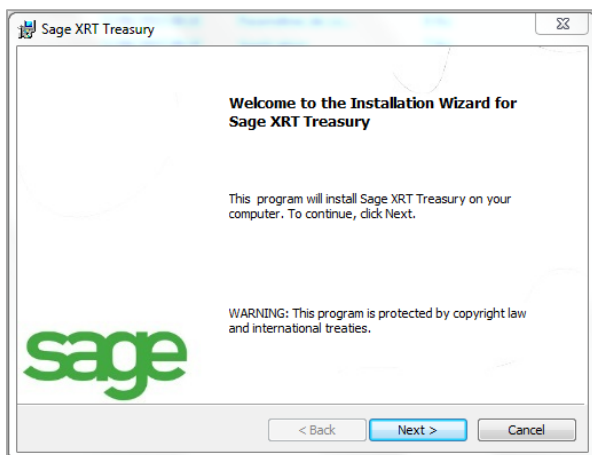 Sage XRT Treasury
Welcome to the Installation Wizard for
Sage XRT Treasury
This program will install Sage XRT Treasury on your
computer. To continue, click Next.
WARNING: This program is protected by copyright law
and international treaties.
sage
< Back
Next >
Cancel